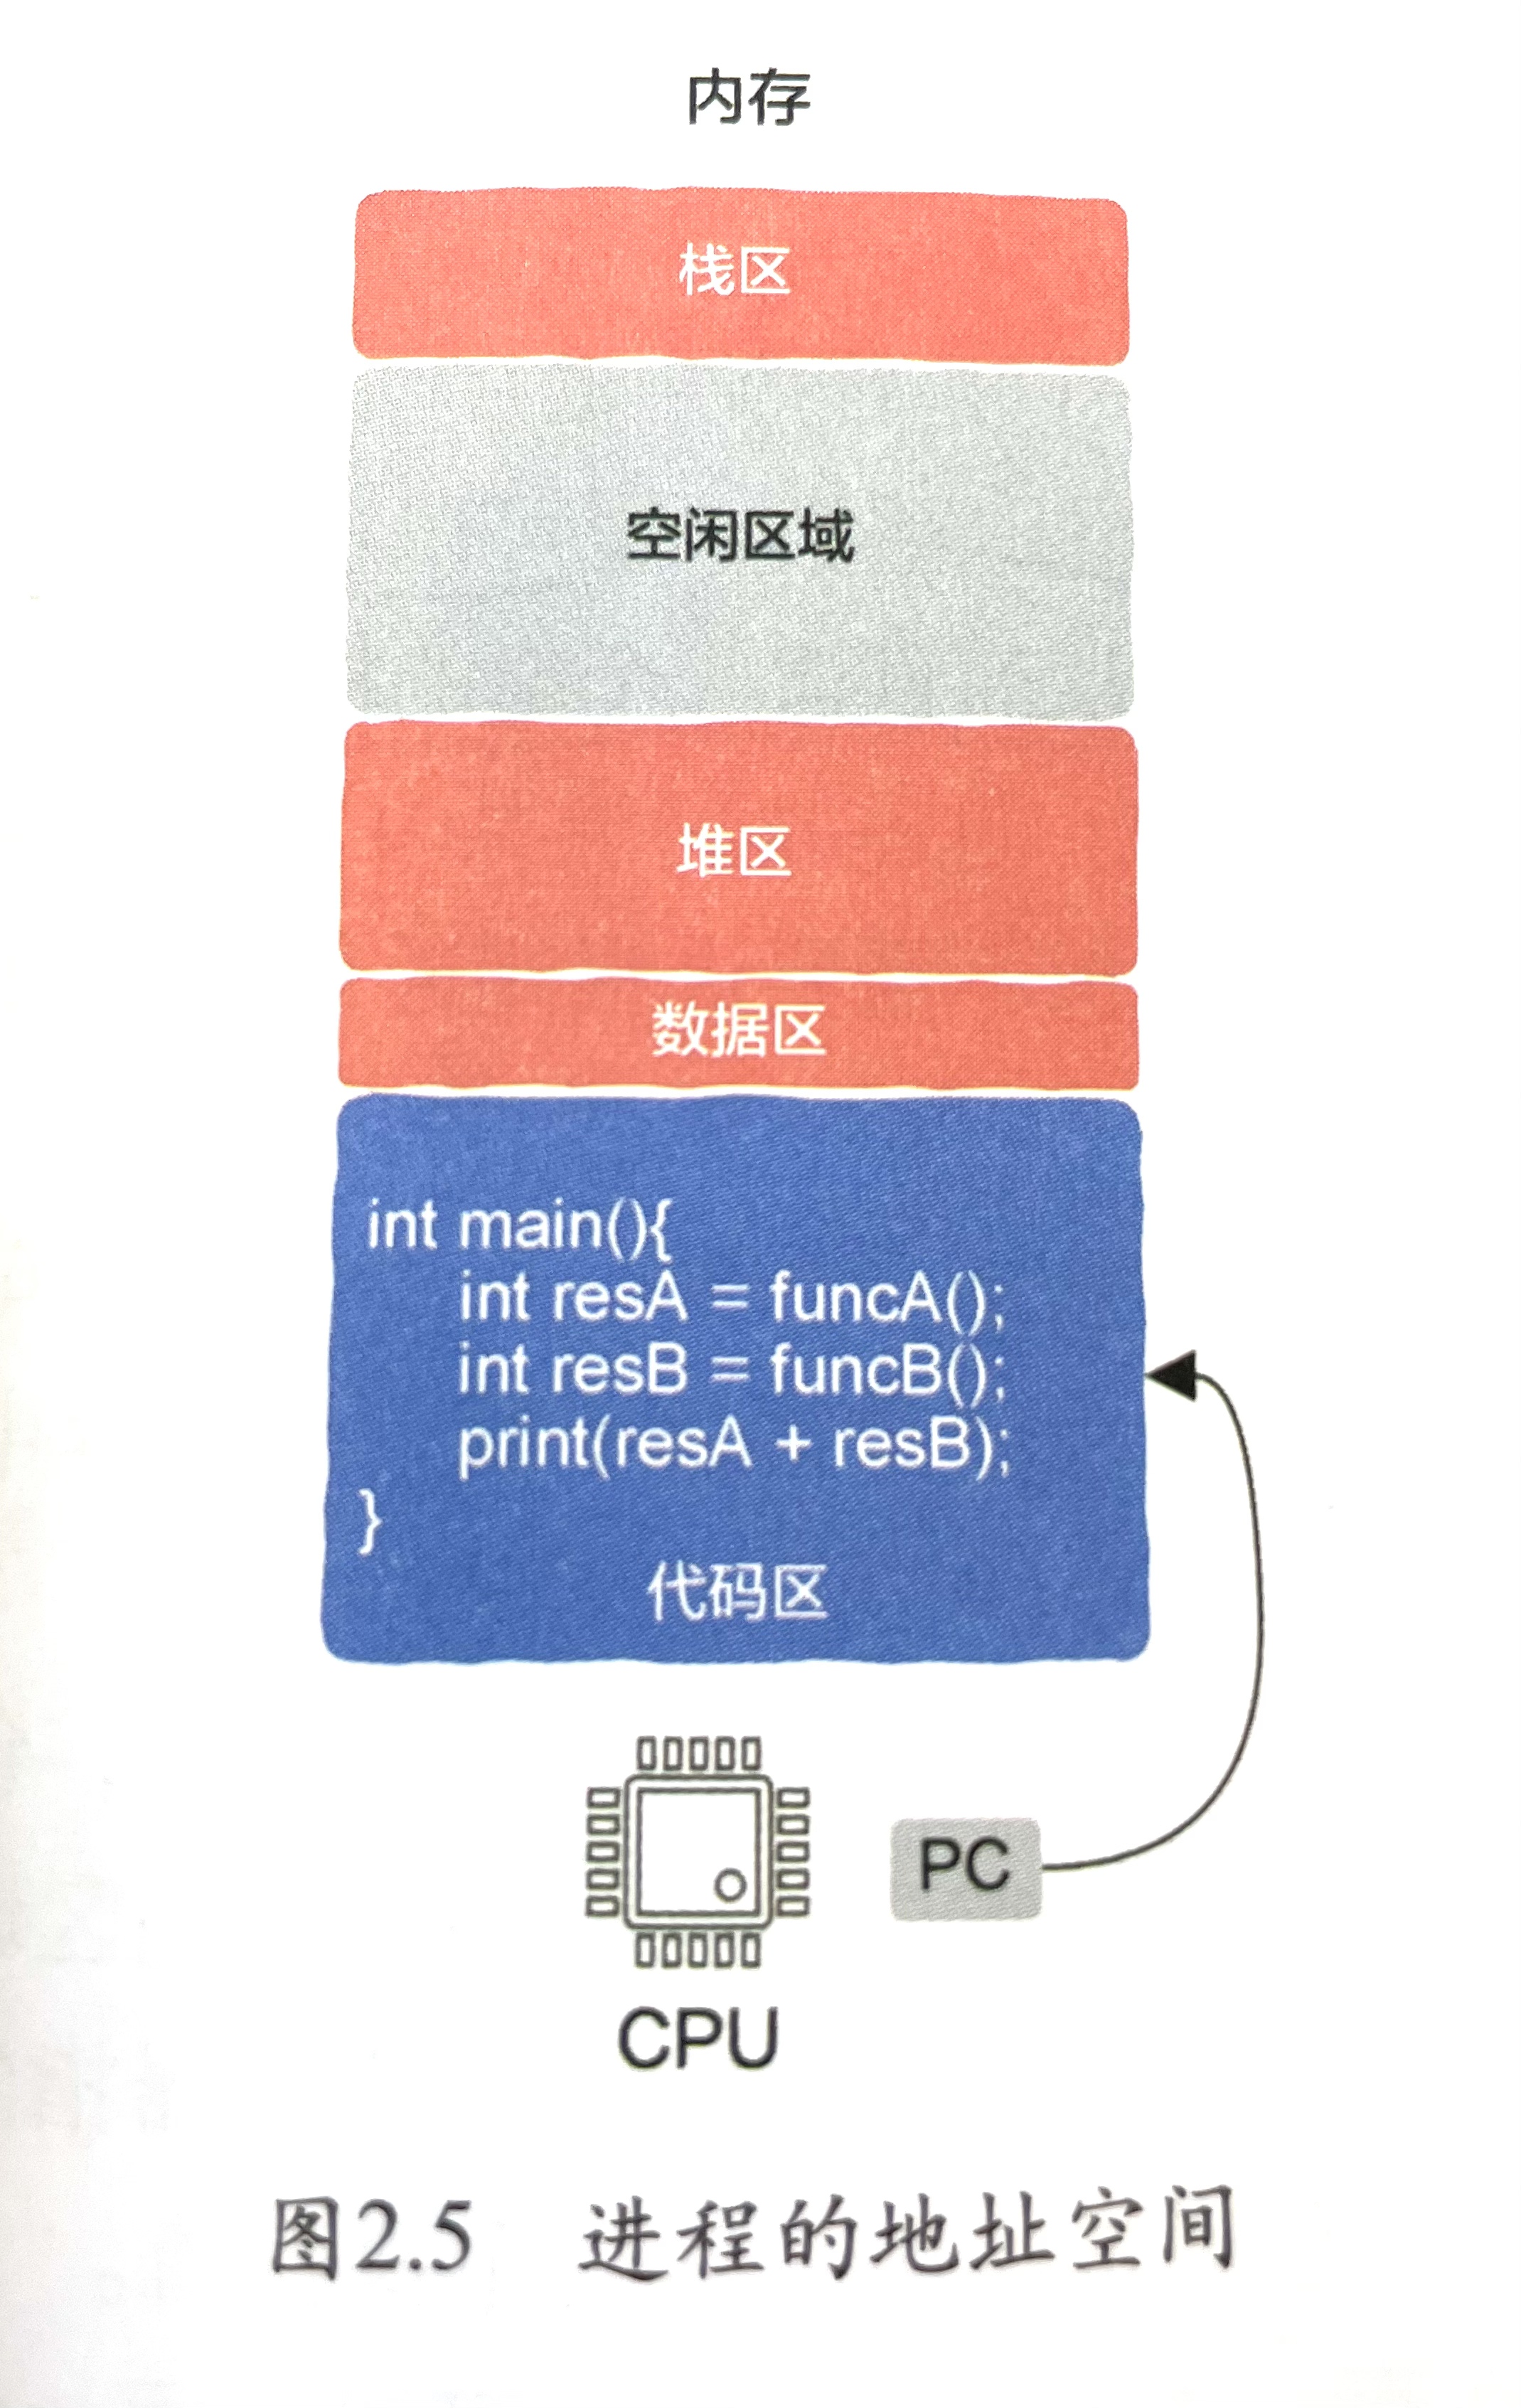 内存
栈区
空闲区域
堆区
数据区
int main(){
int resA = funcA();
int resB = funcB();
print(resA + resB);
}
代码区
PC
CPU
图2.5 进程的地址空间